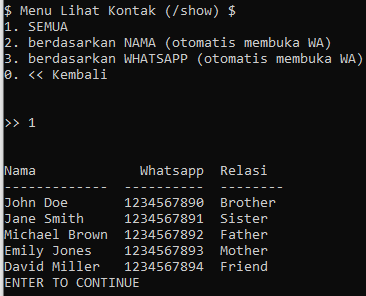 $ Menu Lihat Kontak (/show) $
1. SEMUA
2. berdasarkan NAMA (otomatis membuka WA)
3. berdasarkan WHATSAPP (otomatis membuka WA)
0. << Kembali
>> 1
Nama Whatsapp Relasi
------------- ---------- --------
John Doe 1234567890 Brother
Jane Smith 1234567891 Sister
Michael Brown 1234567892 Father
Emily Jones 1234567893 Mother
David Miller 1234567894 Friend
ENTER TO CONTINUE